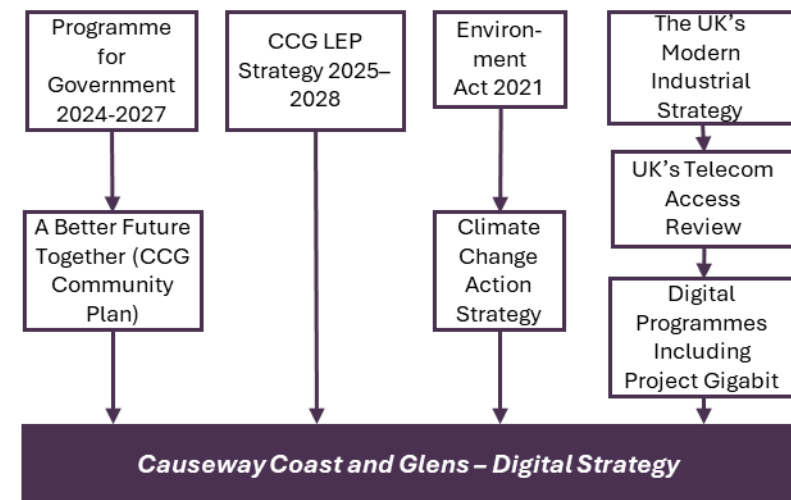 Programme
for
Government
2024-2027
CCG LEP
Strategy 2025–
2028
Environ-
ment
Act 2021
The UK's
Modern
Industrial
Strategy
UK's Telecom
Access
Review
A Better Future
Together (CCG
Community
Plan)
Climate
Change
Action
Strategy
Digital
Programmes
Including
Project Gigabit
Causeway Coast and Glens – Digital Strategy